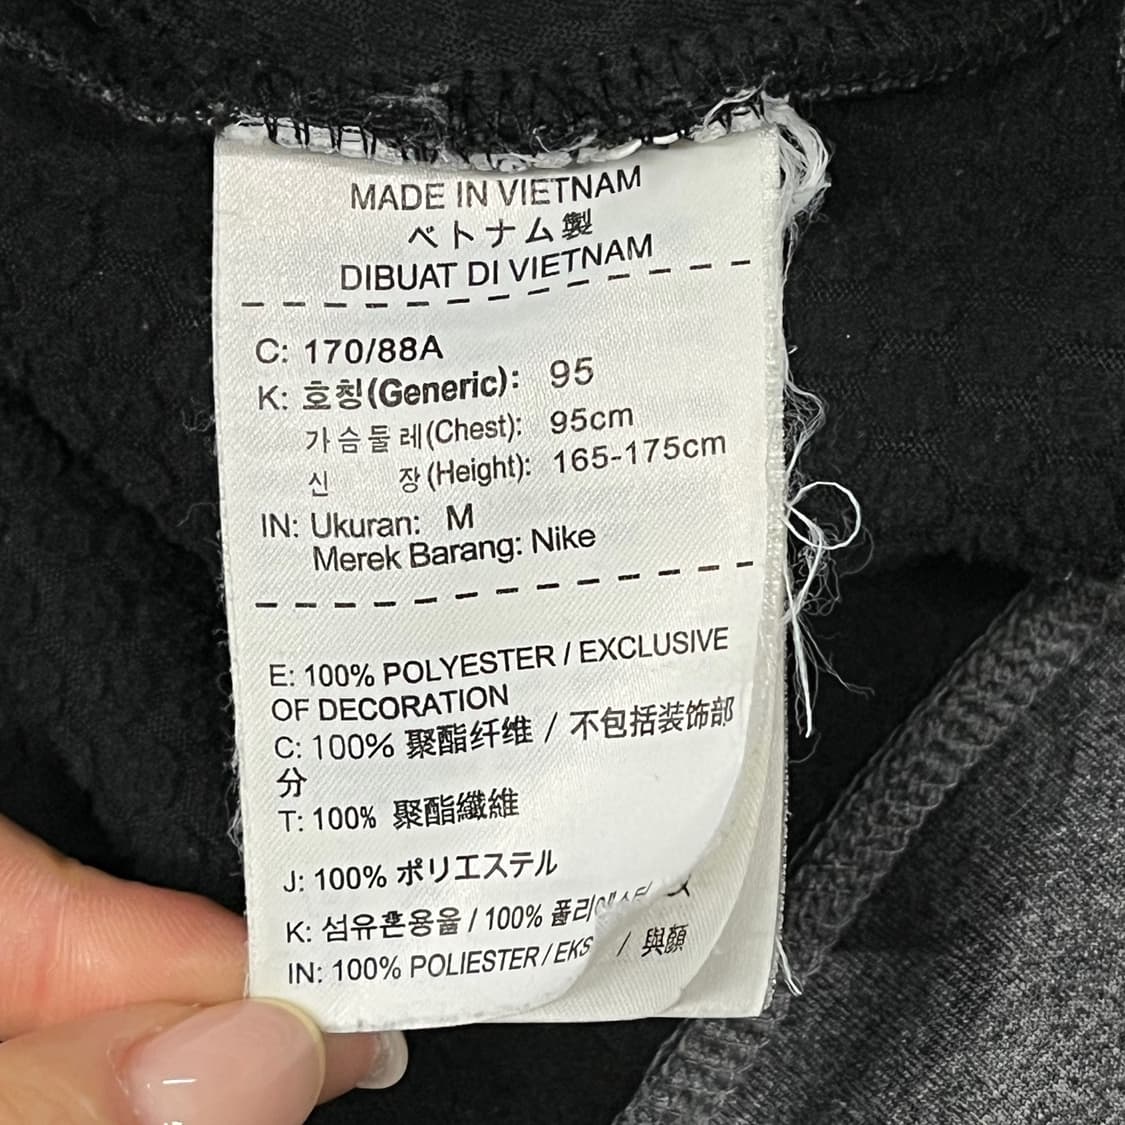 MADE IN VIETNAM
ベトナム製
DIBUAT DI VIETNAM
C: 170/88A
K: 호칭(Generic): 95
가슴둘레(Chest): 95cm
신 장(Height): 165-175cm
IN: Ukuran: M
Merek Barang: Nike
E: 100% POLYESTER / EXCLUSIVE
OF DECORATION
C: 100% 聚酯纤维 / 不包括装饰部
分
T: 100% 聚酯纖維
J: 100% ポリエステル
K: 섬유혼용율 / 100%
IN: 100% POLIESTER / EKS / 與顏